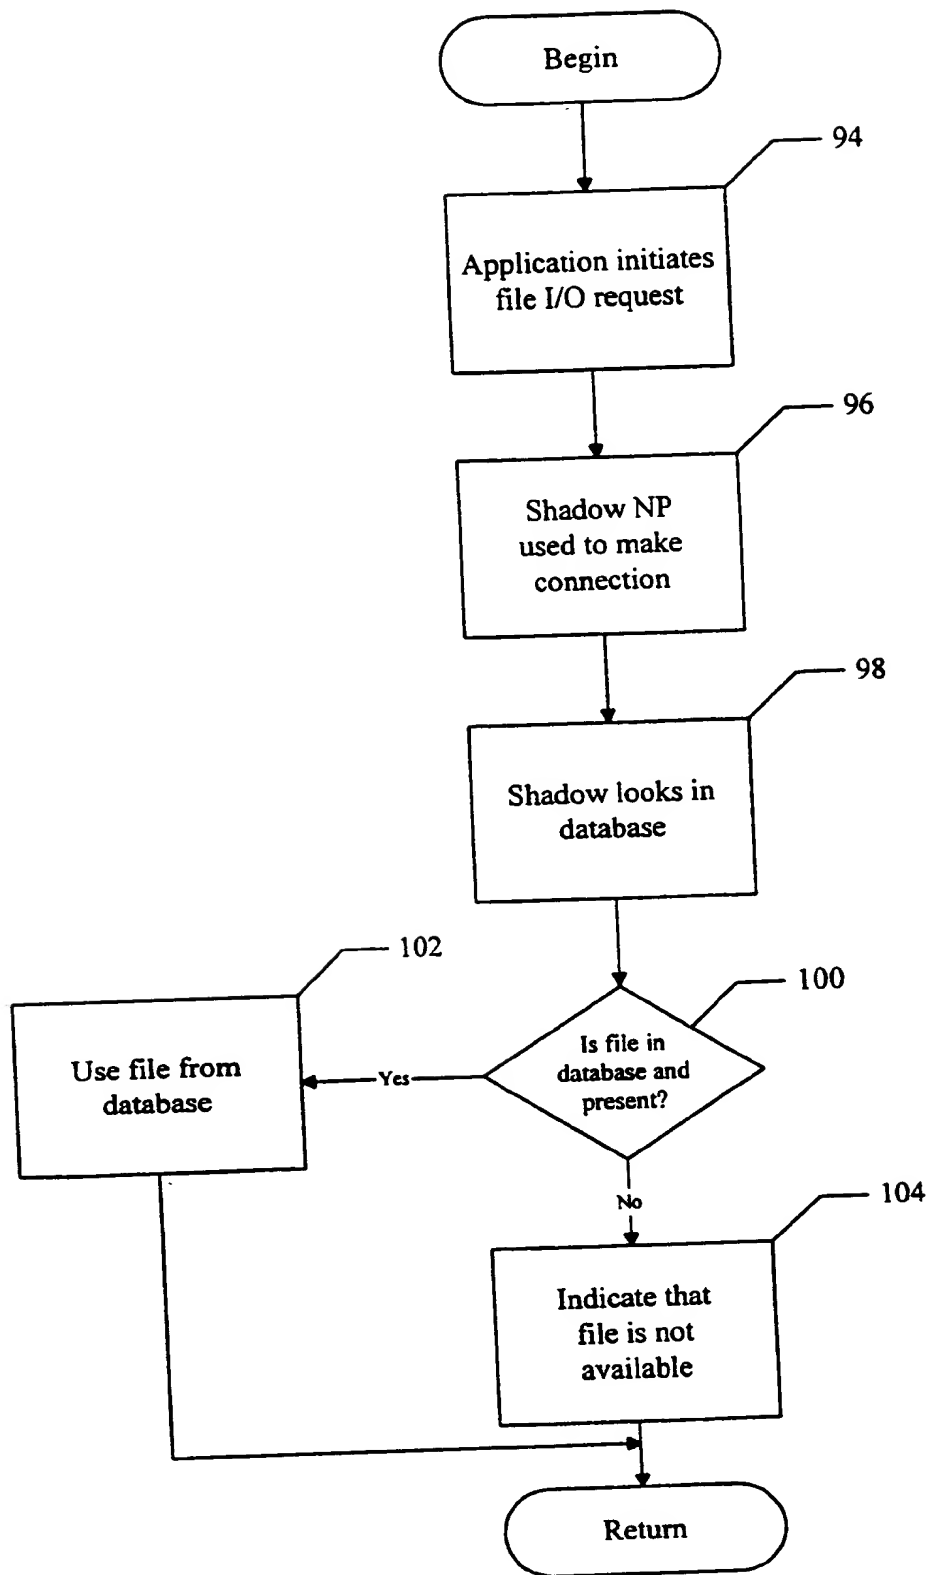 Begin
94
Application initiates
file I/O request
96
Shadow NP
used to make
connection
98
Shadow looks in
database
102
100
Is file in
database and
present?
Yes
Use file from
database
No
104
Indicate that
file is not
available
Return